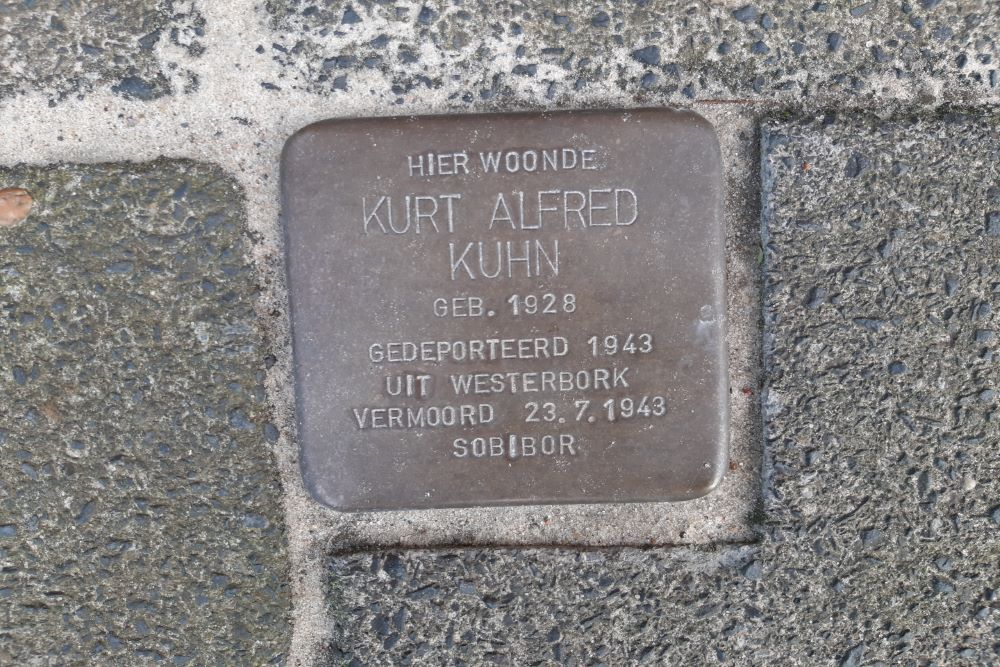 HIER WOONDE
KURT ALFRED
KUHN
GEB. 1928
GEDEPORTEERD 1943
UIT WESTERBORK
VERMOORD 23.7.1943
SOBIBOR